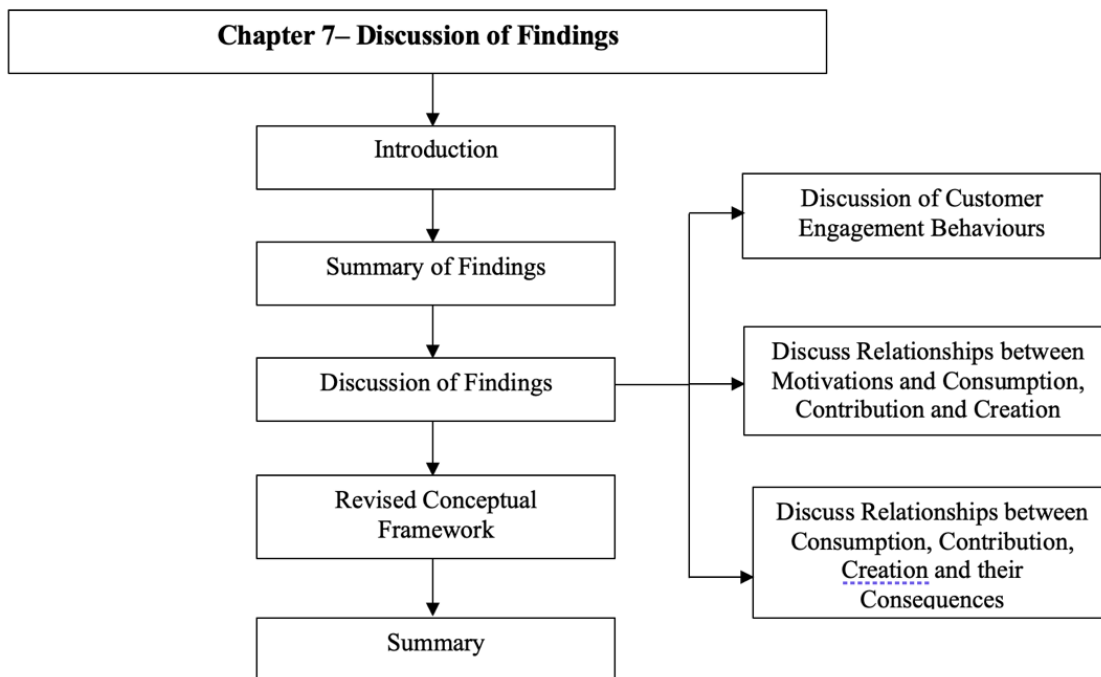 Chapter 7– Discussion of Findings
Introduction
Summary of Findings
Discussion of Findings
Revised Conceptual
Framework
Summary
Discussion of Customer
Engagement Behaviours
Discuss Relationships between
Motivations and Consumption,
Contribution and Creation
Discuss Relationships between
Consumption, Contribution,
Creation and their
Consequences